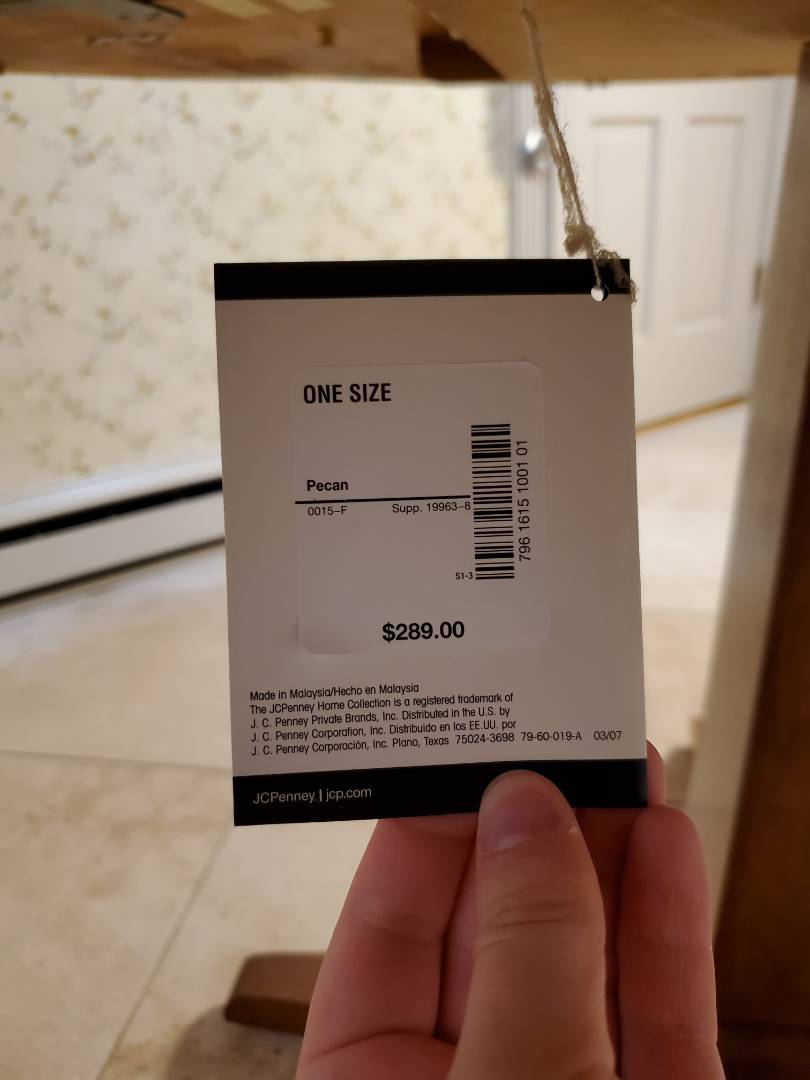 ONE SIZE
Pecan
0015-F Supp. 19963-8
796 1615 1001 01
S1-3
$289.00
Made in Malaysia/Hecho en Malaysia
The JCPenney Home Collection is a registered trademark of
J. C. Penney Private Brands, Inc. Distributed in the U.S. by
J. C. Penney Corporation, Inc. Distribuido en los EE.UU. por
J. C. Penney Corporación, Inc. Plano, Texas 75024-3698 79-60-019-A 03/07
JCPenney | jcp.com